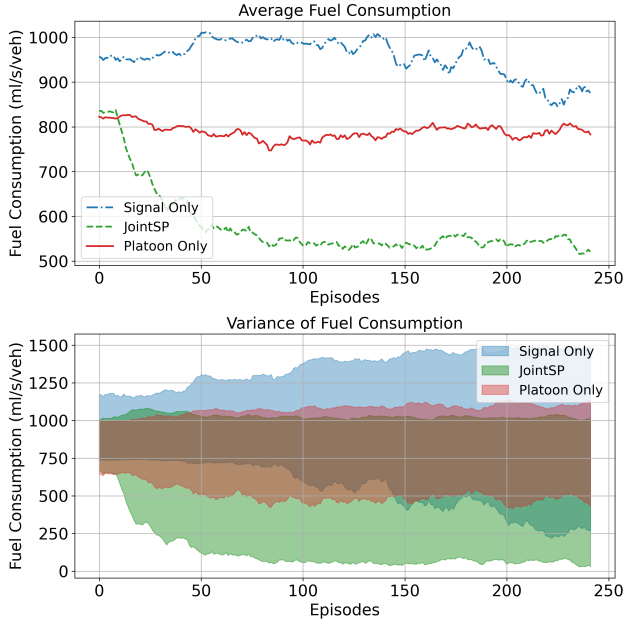 Average Fuel Consumption
Fuel Consumption (ml/s/veh)
1000
900
800
700
600
500
Signal Only
JointSP
Platoon Only
0
50
100
150
200
250
Episodes
Variance of Fuel Consumption
Fuel Consumption (ml/s/veh)
1500
1250
1000
750
500
250
0
Signal Only
JointSP
Platoon Only
0
50
100
150
200
250
Episodes